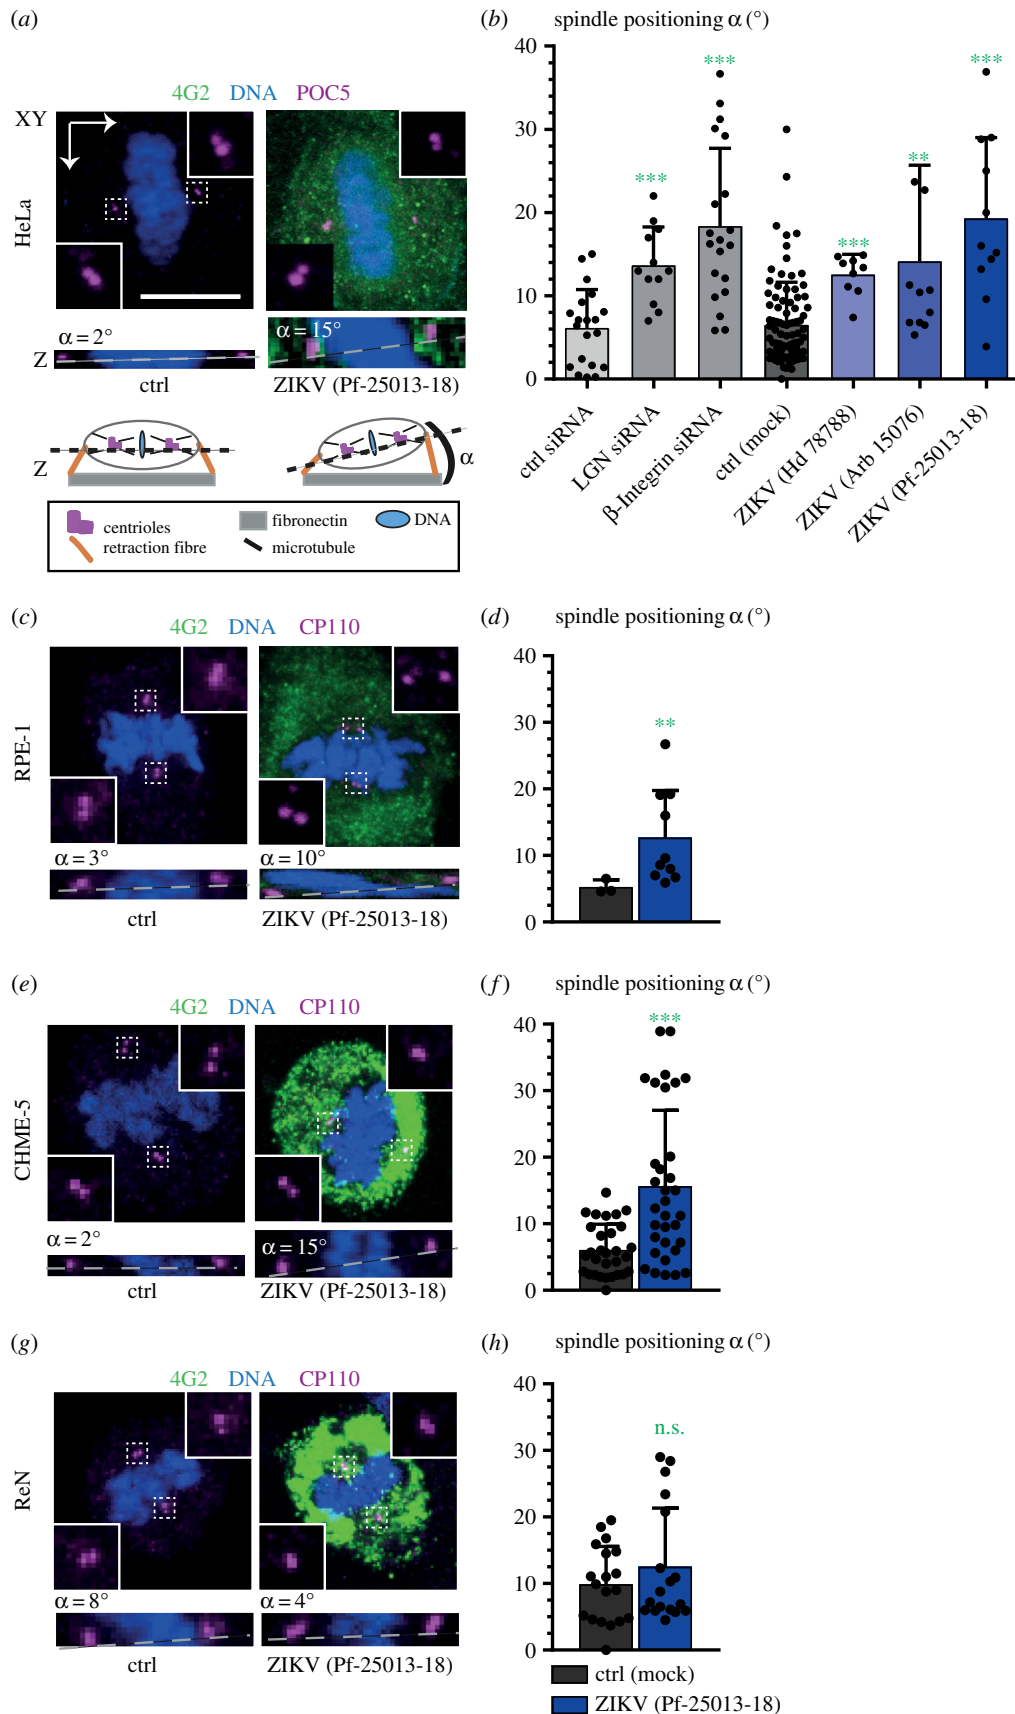 (a)
4G2 DNA POC5
XY
HeLa
α = 2°
α = 15°
Z
ctrl
ZIKV (Pf-25013-18)
Z
α
centrioles
fibronectin
DNA
retraction fibre
microtubule
(b)
spindle positioning α (°)
40
30
20
10
0
***
***
***
**
***
ctrl siRNA
LGN siRNA
β-Integrin siRNA
ctrl (mock)
ZIKV (Hd 78788)
ZIKV (Arb 15076)
ZIKV (Pf-25013-18)
(c)
4G2 DNA CP110
RPE-1
α = 3°
α = 10°
ctrl
ZIKV (Pf-25013-18)
(d)
spindle positioning α (°)
40
30
20
10
0
**
(e)
4G2 DNA CP110
CHME-5
α = 2°
α = 15°
ctrl
ZIKV (Pf-25013-18)
(f)
spindle positioning α (°)
40
30
20
10
0
***
(g)
4G2 DNA CP110
ReN
α = 8°
α = 4°
ctrl
ZIKV (Pf-25013-18)
(h)
spindle positioning α (°)
40
30
20
10
0
n.s.
ctrl (mock)
ZIKV (Pf-25013-18)